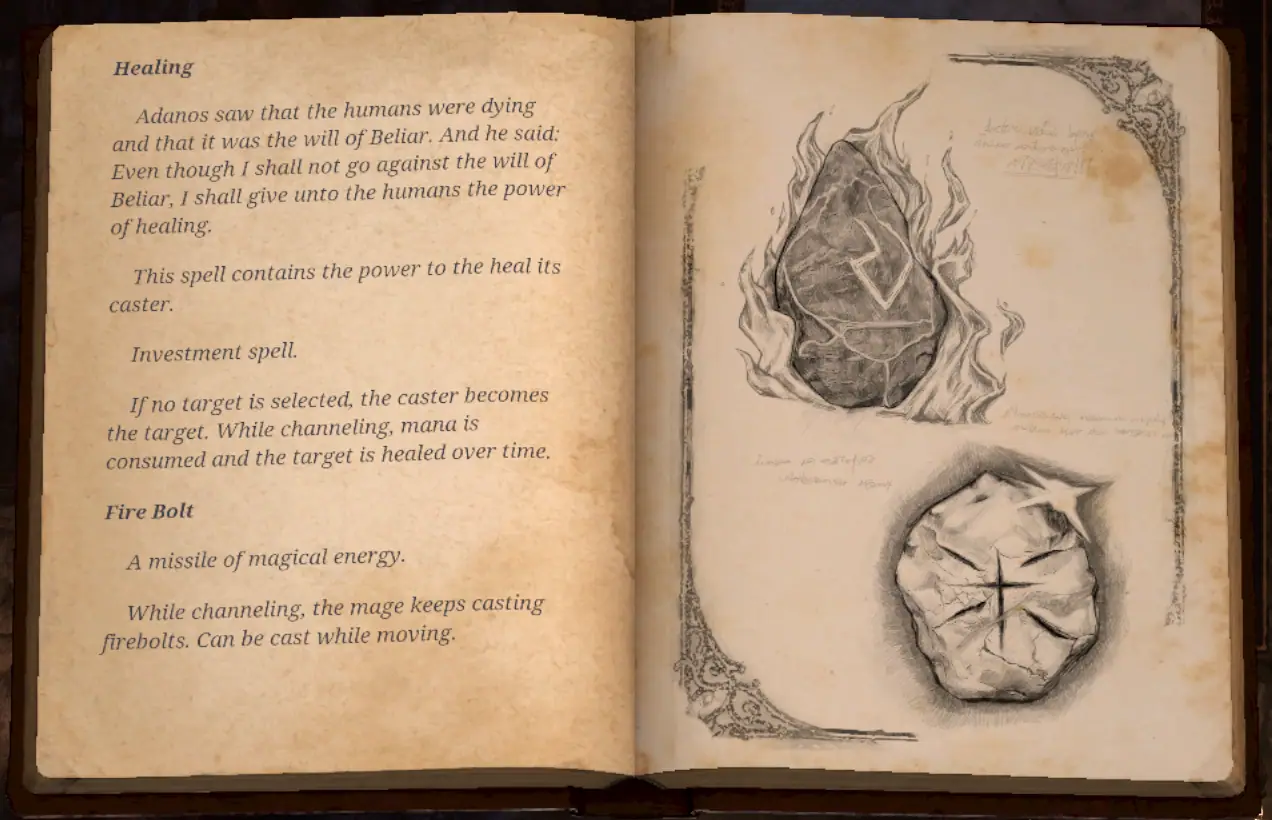 Healing
Adanos saw that the humans were dying
and that it was the will of Beliar. And he said:
Even though I shall not go against the will of
Beliar, I shall give unto the humans the power
of healing.
This spell contains the power to the heal its
caster.
Investment spell.
If no target is selected, the caster becomes
the target. While channeling, mana is
consumed and the target is healed over time.
Fire Bolt
A missile of magical energy.
While channeling, the mage keeps casting
firebolts. Can be cast while moving.